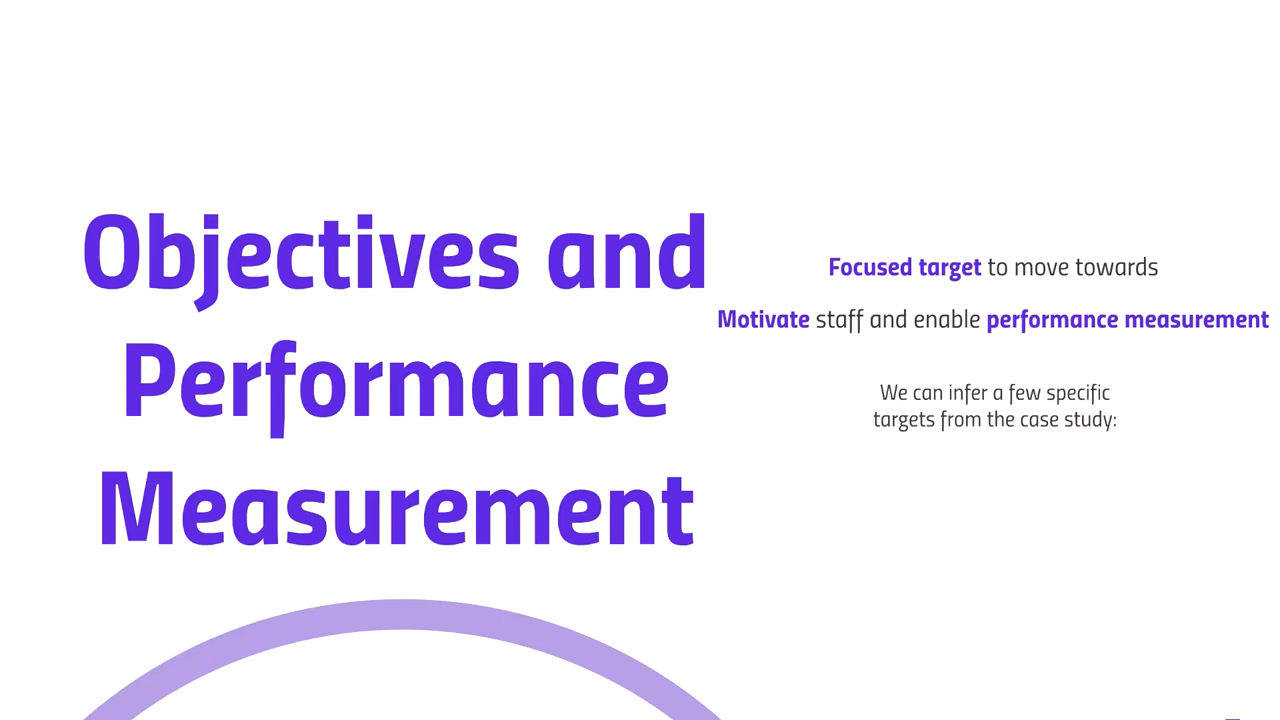 Objectives and
Performance
Measurement
Focused target to move towards
Motivate staff and enable performance measurement
We can infer a few specific
targets from the case study: